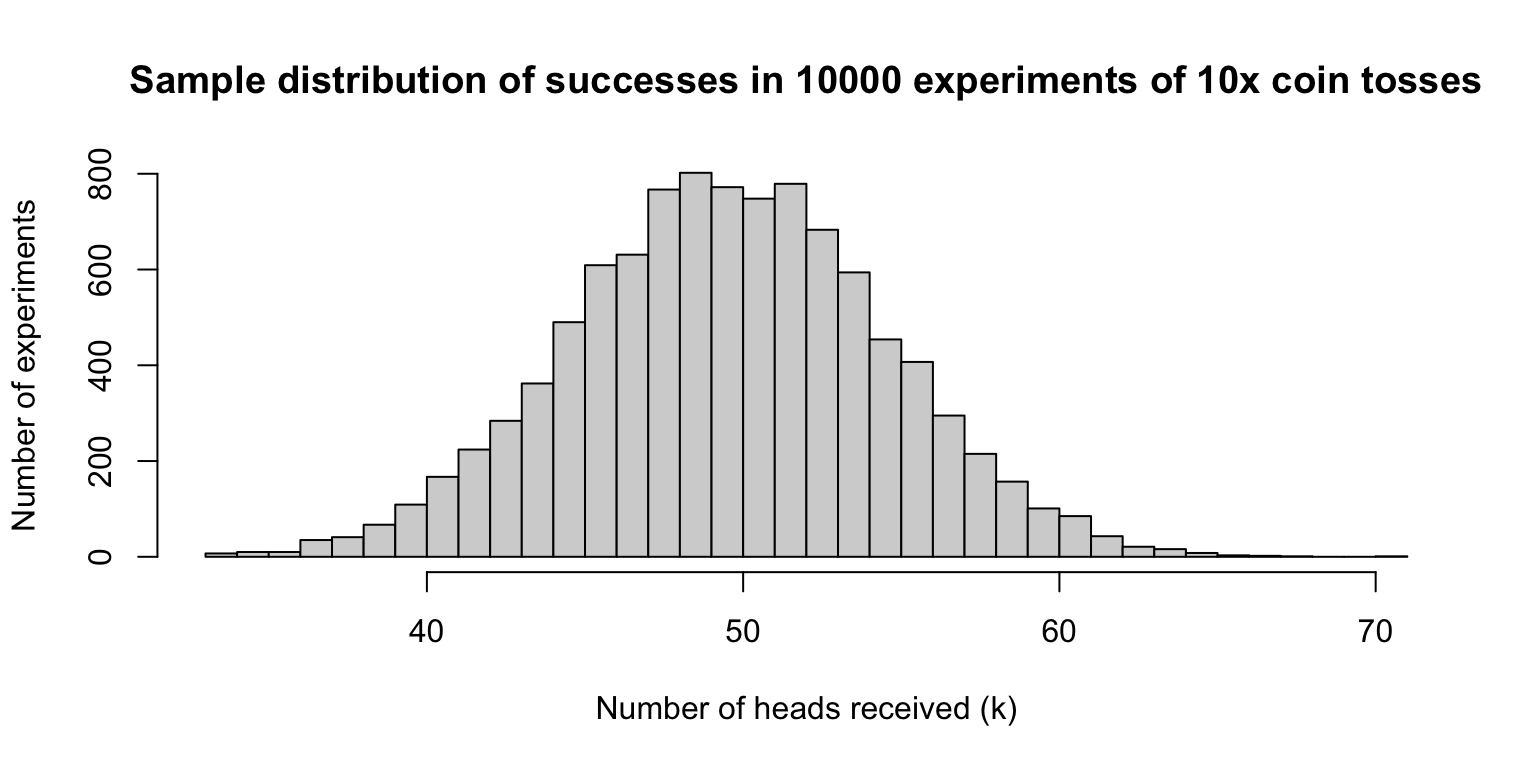 Sample distribution of successes in 10000 experiments of 10x coin tosses
800
600
400
200
0
Number of experiments
40 50 60 70
Number of heads received (k)